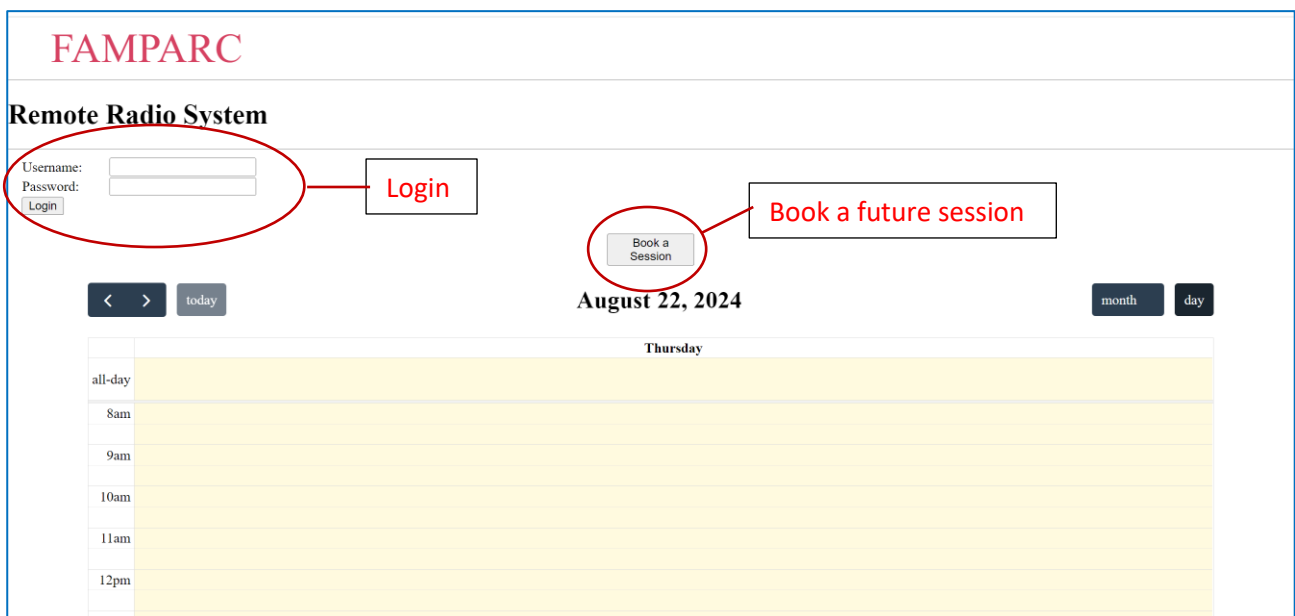 FAMPARC
Remote Radio System
Username:
Password:
Login
Login
Book a future session
Book a
Session
today
August 22, 2024
month
day
Thursday
all-day
8am
9am
10am
11am
12pm